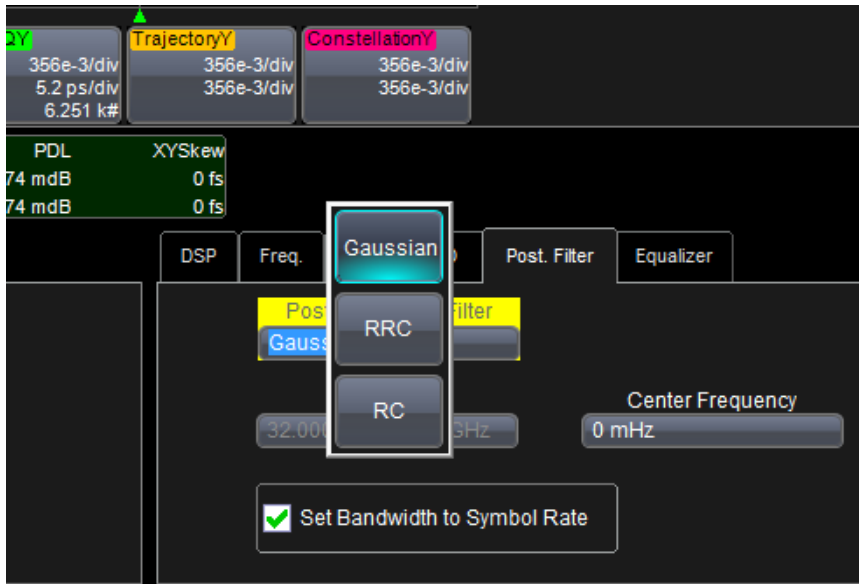 QY TrajectoryY ConstellationY
356e-3/div 356e-3/div 356e-3/div
5.2 ps/div 356e-3/div 356e-3/div
6.251 k#
PDL XYSkew
74 mdB 0 fs
74 mdB 0 fs
DSP Freq. Post. Filter Equalizer
Gaussian
RRC
RC
Filter
Center Frequency
GHz 0 mHz
Set Bandwidth to Symbol Rate